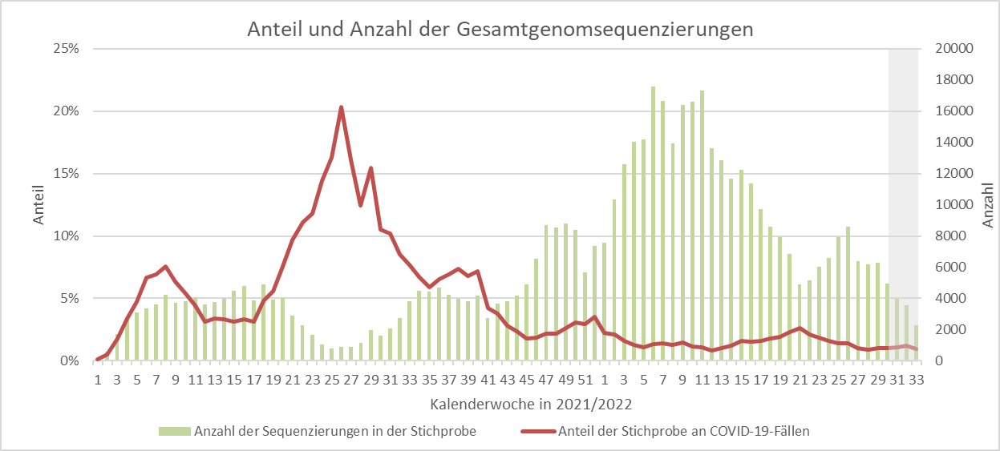 Anteil und Anzahl der Gesamtgenomsequenzierungen
25%
20%
15%
10%
5%
0%
Anteil
20000
18000
16000
14000
12000
10000
8000
6000
4000
2000
0
Anzahl
1 3 5 7 9 11 13 15 17 19 21 23 25 27 29 31 33 35 37 39 41 43 45 47 49 51 1 3 5 7 9 11 13 15 17 19 21 23 25 27 29 31 33
Kalenderwoche in 2021/2022
Anzahl der Sequenzierungen in der Stichprobe Anteil der Stichprobe an COVID-19-Fällen